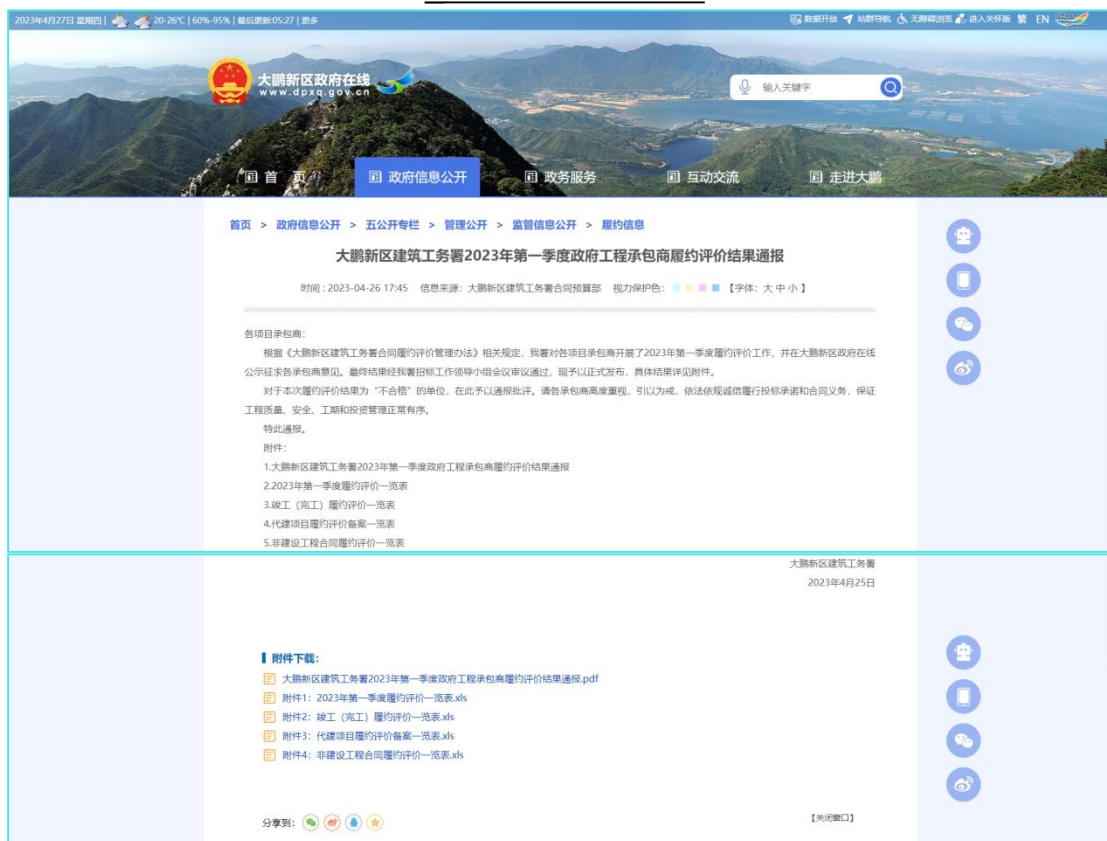 2023年4月27日 星期四 | 20-26℃ | 60%-95% | 最后更新:05:27 | 更多 数据开放 站群导航 无障碍浏览 进入关怀版 繁 EN
大鹏新区政府在线
www.dpxq.gov.cn
输入关键字
首 页 政府信息公开 政务服务 互动交流 走进大鹏
首页 > 政府信息公开 > 五公开专栏 > 管理公开 > 监管信息公开 > 履约信息
大鹏新区建筑工务署2023年第一季度政府工程承包商履约评价结果通报
时间 : 2023-04-26 17:45 信息来源: 大鹏新区建筑工务署合同预算部 视力保护色: 【字体: 大 中 小 】
各项目承包商:
根据《大鹏新区建筑工务署合同履约评价管理办法》相关规定，我署对各项目承包商开展了2023年第一季度履约评价工作，并在大鹏新区政府在线
公示征求各承包商意见。最终结果经我署招标工作领导小组会议审议通过，现予以正式发布，具体结果详见附件。
对于本次履约评价结果为“不合格”的单位，在此予以通报批评。请各承包商高度重视，引以为戒，依法依规诚信履行投标承诺和合同义务，保证
工程质量、安全、工期和投资管理正常有序。
特此通报。
附件:
1.大鹏新区建筑工务署2023年第一季度政府工程承包商履约评价结果通报
2.2023年第一季度履约评价一览表
3.竣工（完工）履约评价一览表
4.代建项目履约评价备案一览表
5.非建设工程合同履约评价一览表
大鹏新区建筑工务署
2023年4月25日
附件下载:
大鹏新区建筑工务署2023年第一季度政府工程承包商履约评价结果通报.pdf
附件1：2023年第一季度履约评价一览表.xls
附件2：竣工（完工）履约评价一览表.xls
附件3：代建项目履约评价备案一览表.xls
附件4：非建设工程合同履约评价一览表.xls
分享到: 【关闭窗口】